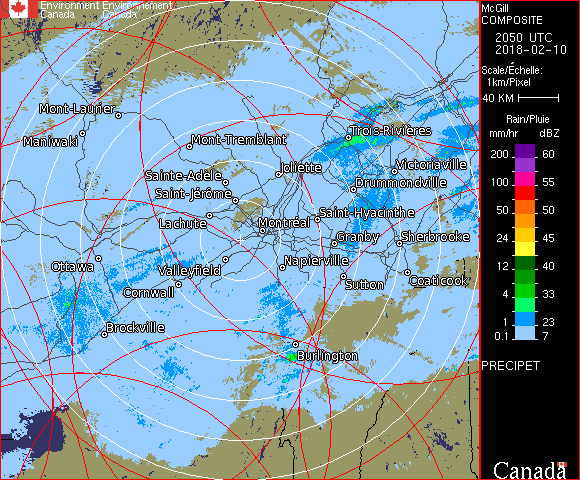 Environment Environnement
Canada Canada
McGill
COMPOSITE
2050 UTC
2018-02-10
Scale/Échelle:
1km/Pixel
40 KM
Rain/Pluie
mm/hr dBZ
200 60
100 55
50 50
24 45
12 40
4 33
1 23
0.1 7
PRECIPET
Canada
Mont-Laurier
Maniwaki
Mont-Tremblant
Trois-Rivières
Sainte-Adèle
Joliette
Victoriaville
Saint-Jérôme
Drummondville
Lachute
Montréal
Saint-Hyacinthe
Granby
Sherbrooke
Ottawa
Valleyfield
Napierville
Cornwall
Sutton
Coaticook
Brockville
Burlington